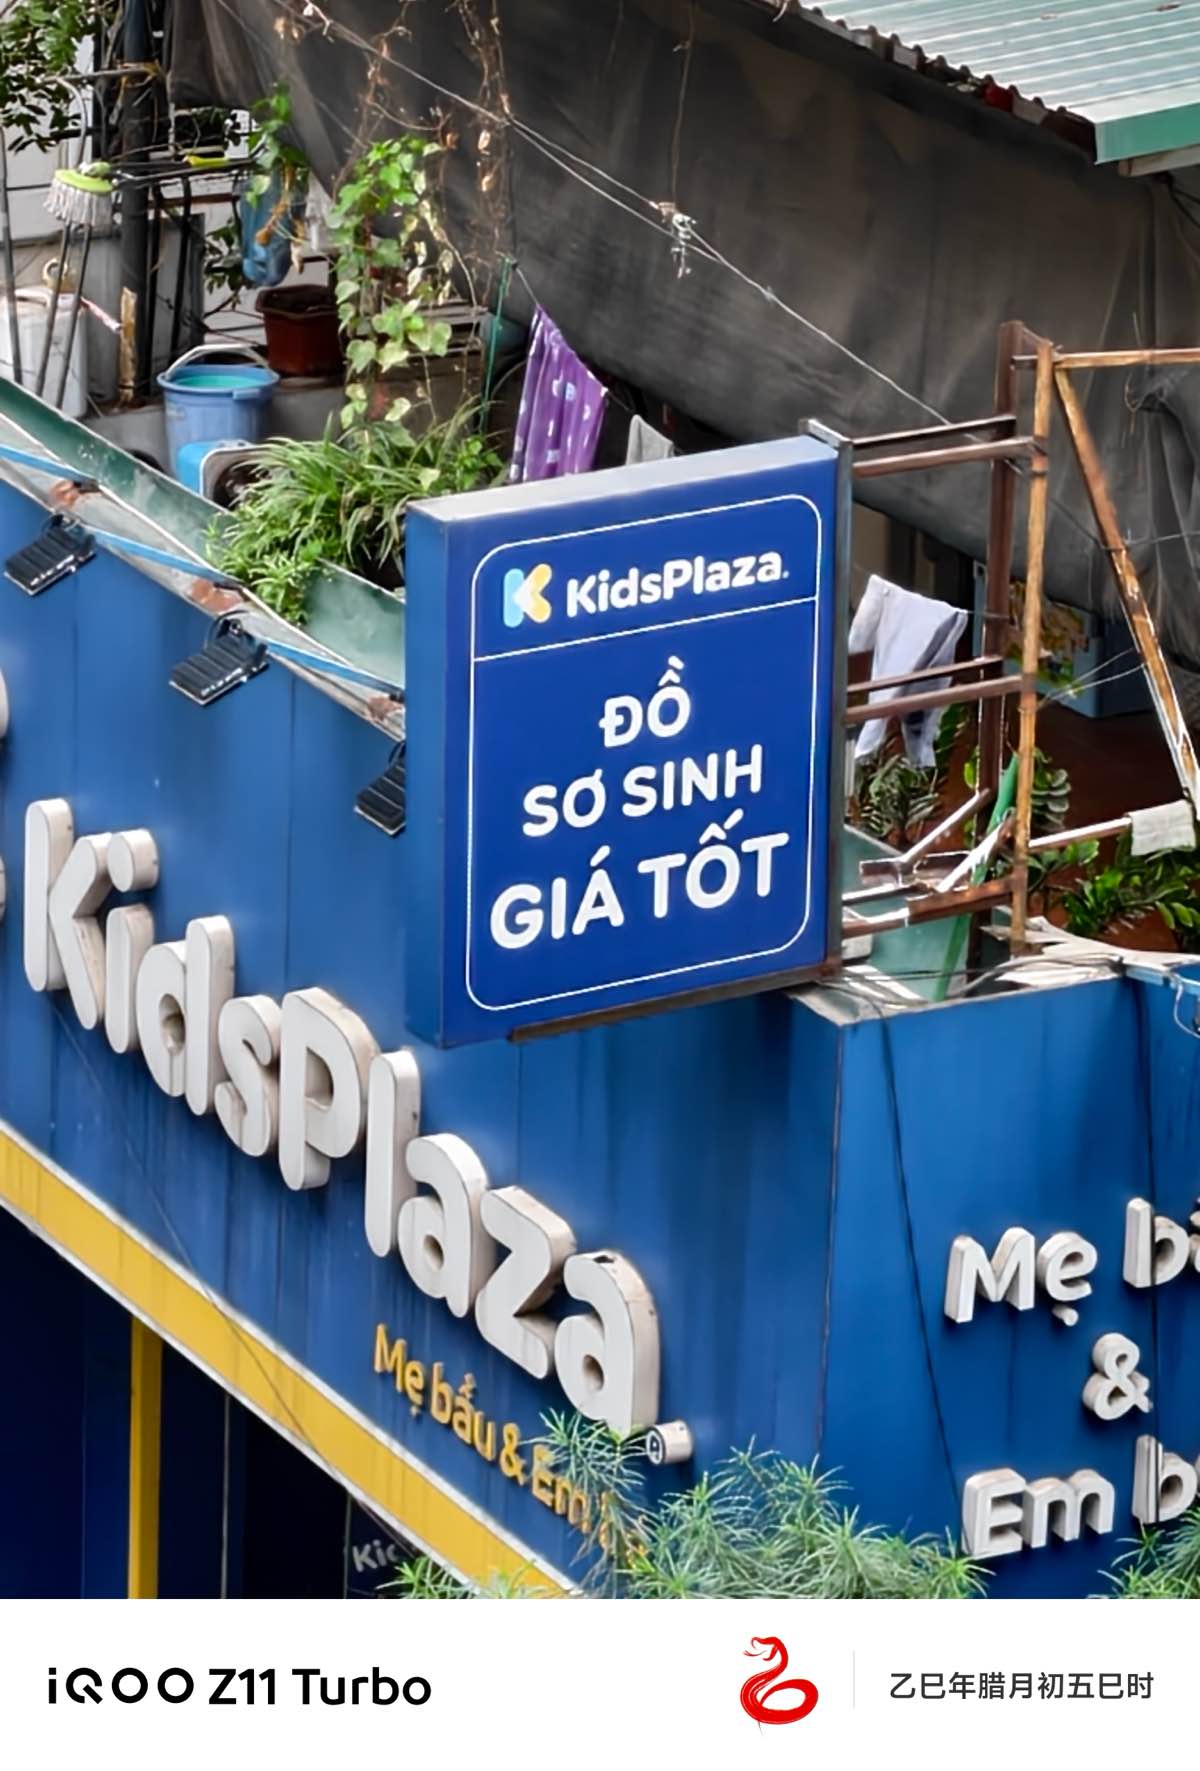 KidsPlaza.
ĐỒ
SƠ SINH
GIÁ TỐT
KidsPlaza®
Mẹ bầu & Em
Mẹ
&
Em
iQOO Z11 Turbo
乙巳年腊月初五巳时